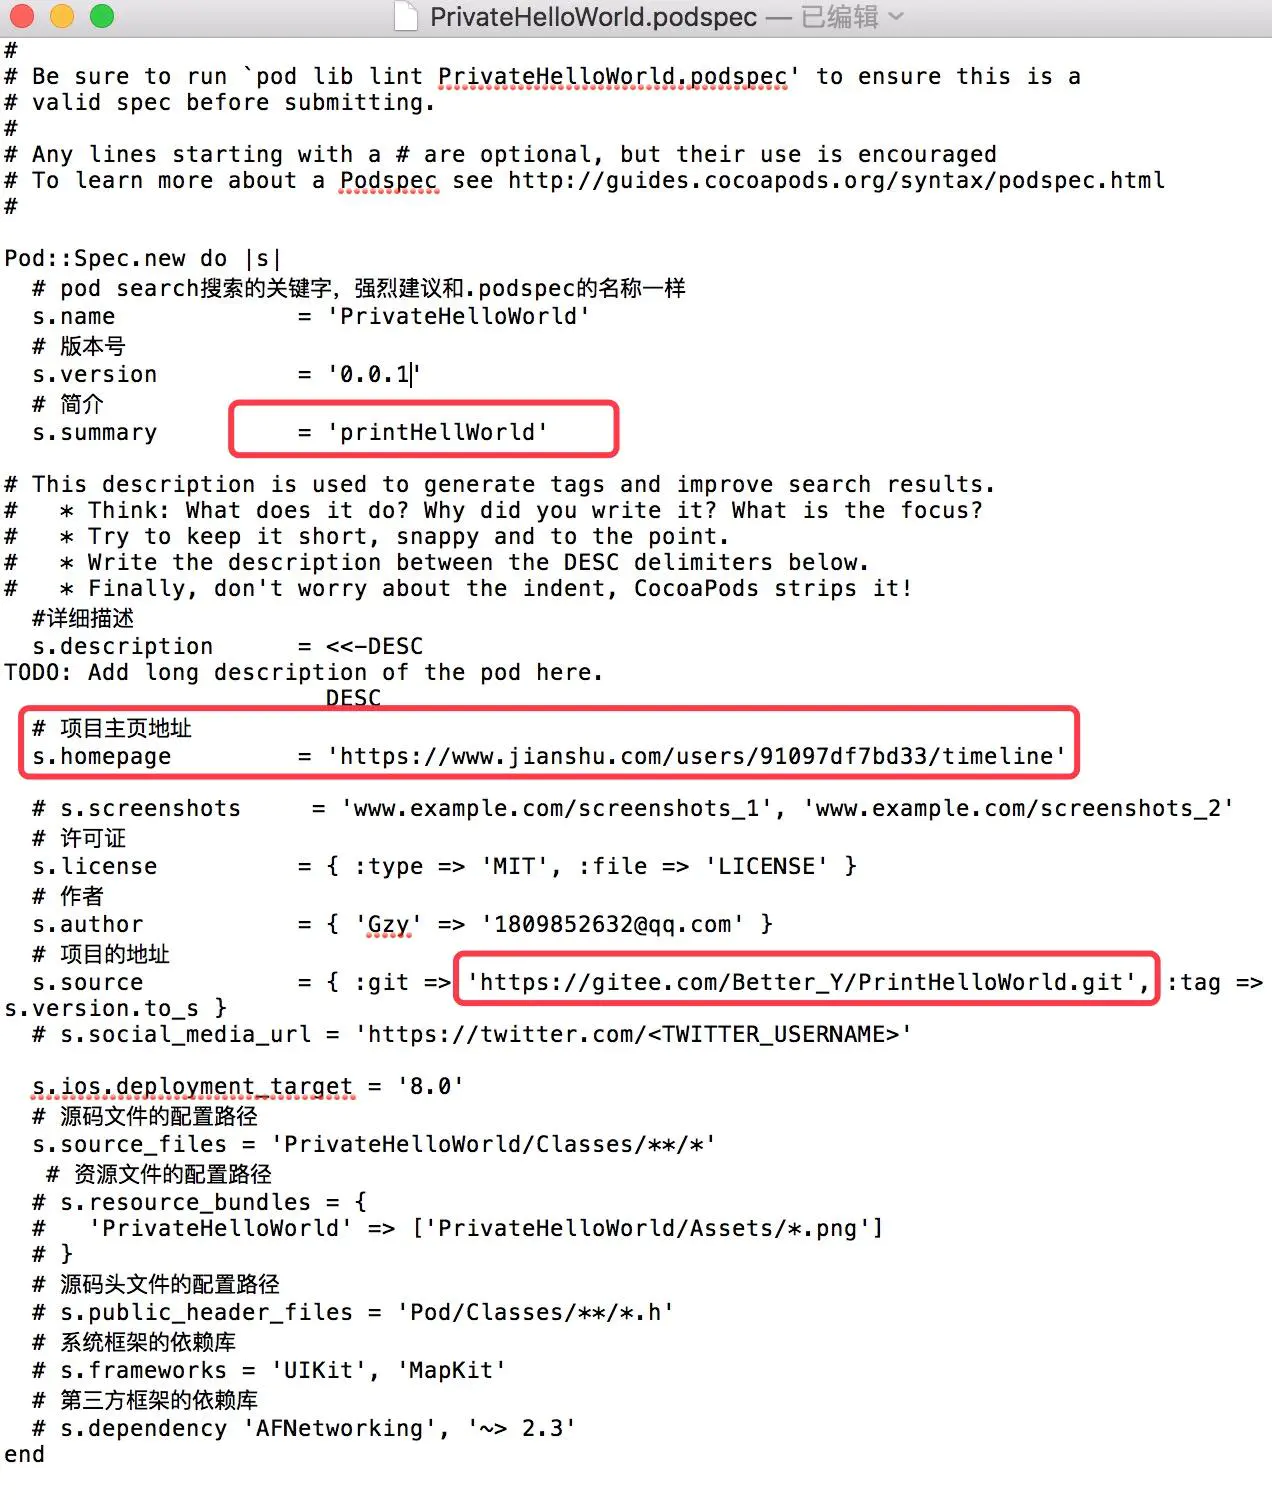 PrivateHelloWorld.podspec — 已编辑
#
# Be sure to run `pod lib lint PrivateHelloWorld.podspec' to ensure this is a
# valid spec before submitting.
#
# Any lines starting with a # are optional, but their use is encouraged
# To learn more about a Podspec see http://guides.cocoapods.org/syntax/podspec.html
#
Pod::Spec.new do |s|
  # pod search搜索的关键字，强烈建议和.podspec的名称一样
  s.name             = 'PrivateHelloWorld'
  # 版本号
  s.version          = '0.0.1'
  # 简介
  s.summary          = 'printHellWorld'
# This description is used to generate tags and improve search results.
#   * Think: What does it do? Why did you write it? What is the focus?
#   * Try to keep it short, snappy and to the point.
#   * Write the description between the DESC delimiters below.
#   * Finally, don't worry about the indent, CocoaPods strips it!
  #详细描述
  s.description      = <<-DESC
TODO: Add long description of the pod here.
                       DESC
  # 项目主页地址
  s.homepage         = 'https://www.jianshu.com/users/91097df7bd33/timeline'
  # s.screenshots     = 'www.example.com/screenshots_1', 'www.example.com/screenshots_2'
  # 许可证
  s.license          = { :type => 'MIT', :file => 'LICENSE' }
  # 作者
  s.author           = { 'Gzy' => '1809852632@qq.com' }
  # 项目的地址
  s.source           = { :git => 'https://gitee.com/Better_Y/PrintHelloWorld.git', :tag =>
s.version.to_s }
  # s.social_media_url = 'https://twitter.com/<TWITTER_USERNAME>'
  s.ios.deployment_target = '8.0'
  # 源码文件的配置路径
  s.source_files = 'PrivateHelloWorld/Classes/**/*'
   # 资源文件的配置路径
  # s.resource_bundles = {
  #   'PrivateHelloWorld' => ['PrivateHelloWorld/Assets/*.png']
  # }
  # 源码头文件的配置路径
  # s.public_header_files = 'Pod/Classes/**/*.h'
  # 系统框架的依赖库
  # s.frameworks = 'UIKit', 'MapKit'
  # 第三方框架的依赖库
  # s.dependency 'AFNetworking', '~> 2.3'
end